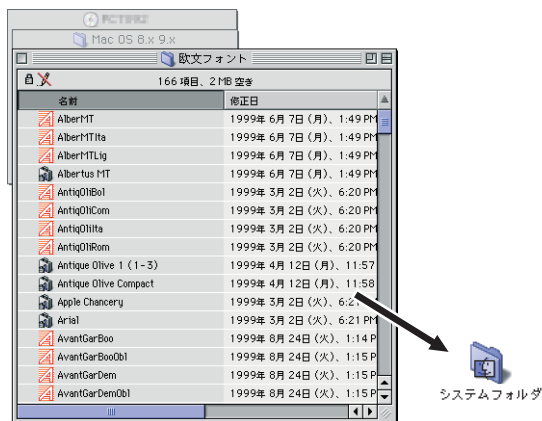 Mac OS 8.x 9.x
欧文フォント
166 項目、2 MB 空き
名前 修正日
AlberMT 1999年 6月 7日（月）、1:49 PM
AlberMTIta 1999年 6月 7日（月）、1:49 PM
AlberMTLig 1999年 6月 7日（月）、1:49 PM
Albertus MT 1999年 6月 7日（月）、1:49 PM
AntiqOliBol 1999年 3月 2日（火）、6:20 PM
AntiqOliCom 1999年 3月 2日（火）、6:20 PM
AntiqOliIta 1999年 3月 2日（火）、6:20 PM
AntiqOliRom 1999年 3月 2日（火）、6:20 PM
Antique Olive 1 (1-3) 1999年 4月 12日（月）、11:57
Antique Olive Compact 1999年 4月 12日（月）、11:58
Apple Chancery 1999年 3月 2日（火）、6:21 PM
Arial 1999年 3月 2日（火）、6:21 PM
AvantGarBoo 1999年 8月 24日（火）、1:14 P
AvantGarBooObl 1999年 8月 24日（火）、1:15 P
AvantGarDem 1999年 8月 24日（火）、1:15 P
AvantGarDemObl 1999年 8月 24日（火）、1:15 P
システムフォルダ